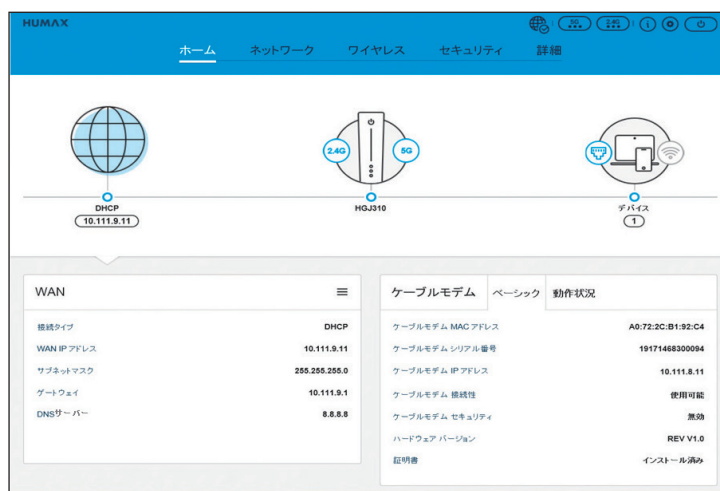 HUMAX
5G 2.4G
ホーム ネットワーク ワイヤレス セキュリティ 詳細
2.4G 5G
DHCP
10.111.9.11
HGJ310
デバイス
1
WAN
接続タイプ DHCP
WAN IP アドレス 10.111.9.11
サブネットマスク 255.255.255.0
ゲートウェイ 10.111.9.1
DNSサーバー 8.8.8.8
ケーブルモデム ベーシック 動作状況
ケーブルモデム MAC アドレス A0:72:2C:B1:92:C4
ケーブルモデム シリアル番号 19171468300094
ケーブルモデム IP アドレス 10.111.8.11
ケーブルモデム 接続性 使用可能
ケーブルモデム セキュリティ 無効
ハードウェア バージョン REV V1.0
証明書 インストール済み